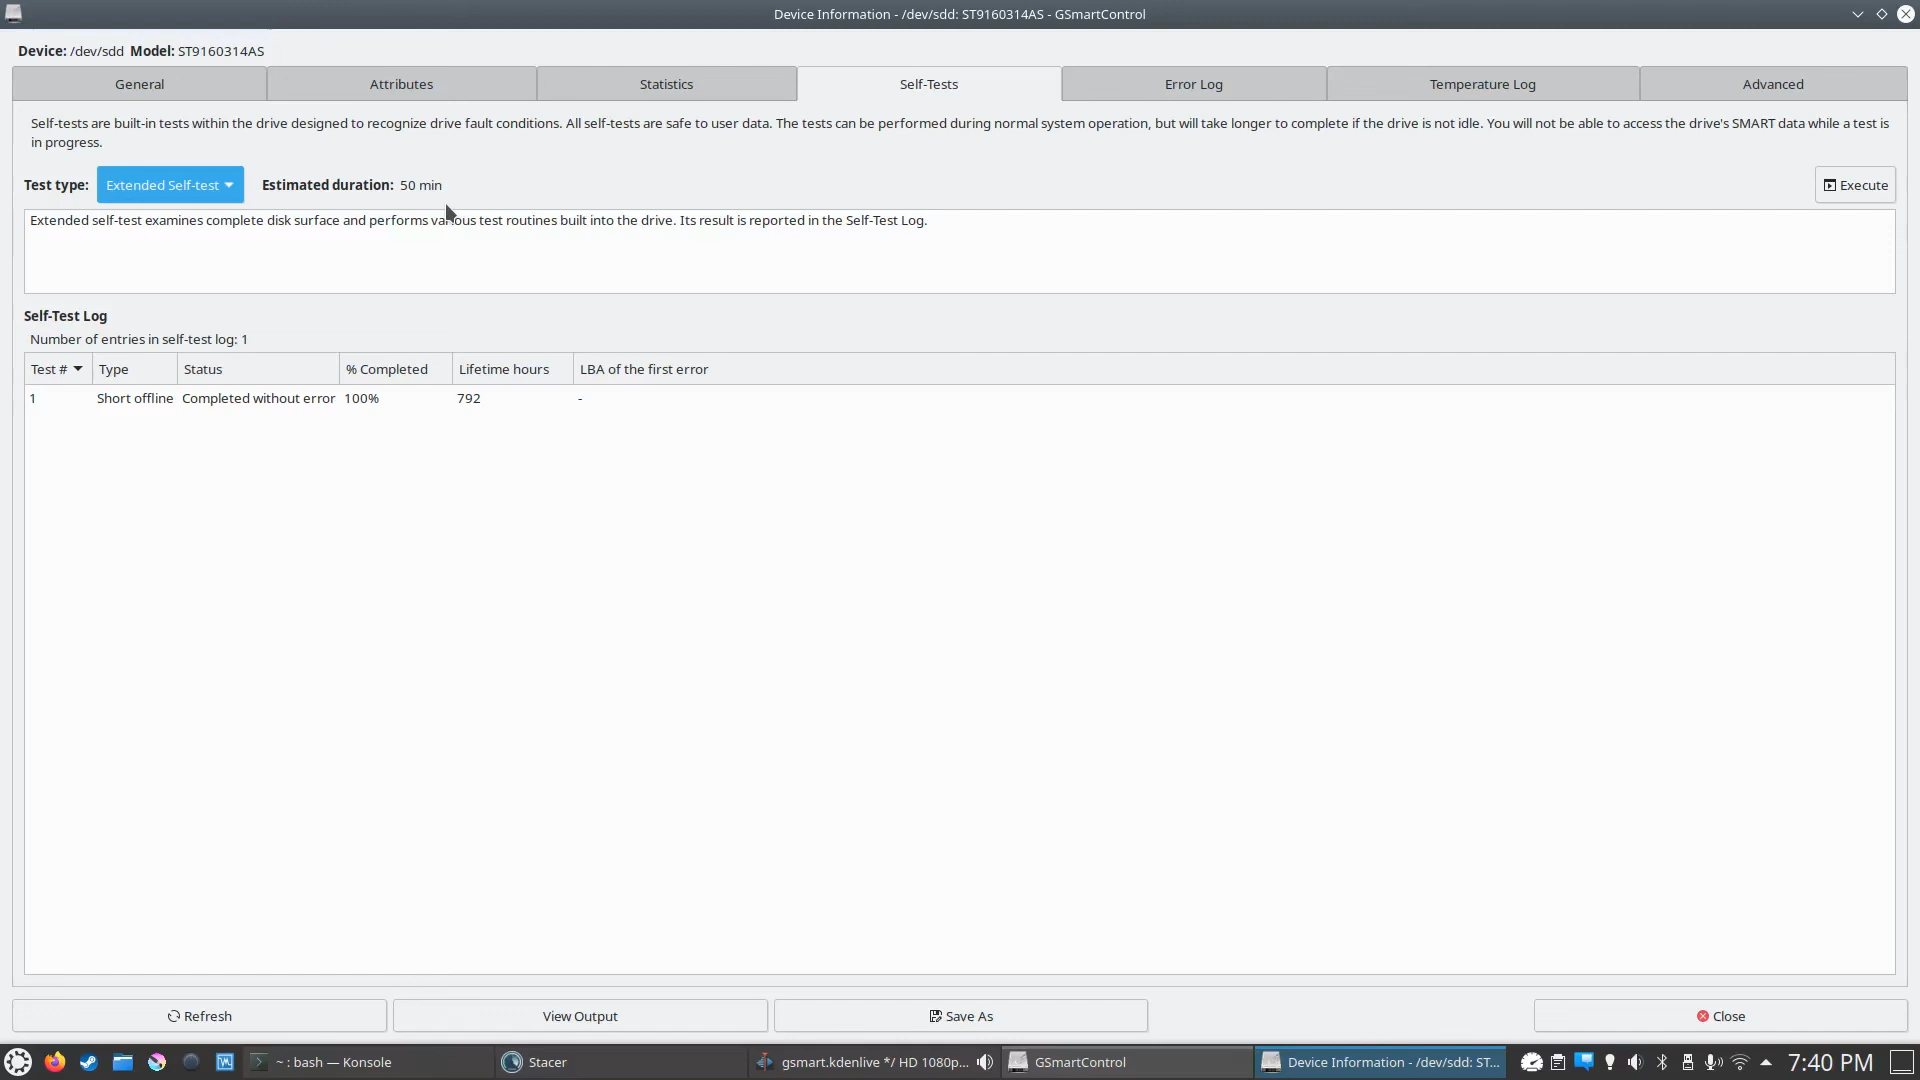 Device Information - /dev/sdd: ST9160314AS - GSmartControl
Device: /dev/sdd Model: ST9160314AS
General
Attributes
Statistics
Self-Tests
Error Log
Temperature Log
Advanced
Self-tests are built-in tests within the drive designed to recognize drive fault conditions. All self-tests are safe to user data. The tests can be performed during normal system operation, but will take longer to complete if the drive is not idle. You will not be able to access the drive's SMART data while a test is
in progress.
Test type: Extended Self-test Estimated duration: 50 min
Execute
Extended self-test examines complete disk surface and performs various test routines built into the drive. Its result is reported in the Self-Test Log.
Self-Test Log
Number of entries in self-test log: 1
Test # Type Status % Completed Lifetime hours LBA of the first error
1 Short offline Completed without error 100% 792 -
Refresh
View Output
Save As
Close
~ : bash — Konsole
Stacer
gsmart.kdenlive */ HD 1080p...
GSmartControl
Device Information - /dev/sdd: ST...
7:40 PM